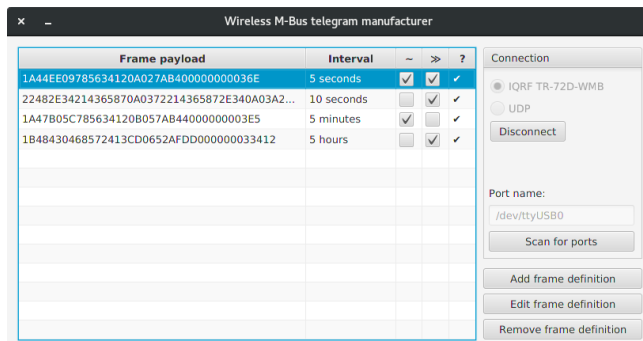 Wireless M-Bus telegram manufacturer
Frame payload Interval ~ ≫ ?
1A44EE09785634120A027AB400000000036E 5 seconds
22482E34214365870A0372214365872E340A03A2... 10 seconds
1A47B05C785634120B057AB44000000003E5 5 minutes
1B48430468572413CD0652AFDD000000033412 5 hours
Connection
IQRF TR-72D-WMB
UDP
Disconnect
Port name:
/dev/ttyUSB0
Scan for ports
Add frame definition
Edit frame definition
Remove frame definition